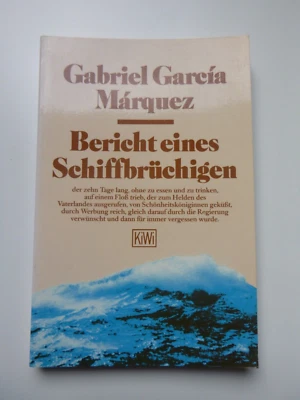 Gabriel García
Márquez
Bericht eines
Schiffbrüchigen
der zehn Tage lang, ohne zu essen und zu trinken,
auf einem Floß trieb, der zum Helden des
Vaterlandes ausgerufen, von Schönheitsköniginnen geküßt,
durch Werbung reich, gleich darauf durch die Regierung
verwünscht und dann für immer vergessen wurde.
KiWi